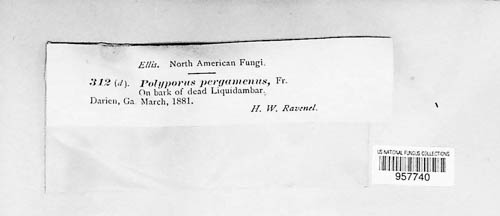 Ellis. North American Fungi.
312 (d). Polyporus pergamenus, Fr.
On bark of dead Liquidambar.
Darien, Ga. March, 1881.
H. W. Ravenel.
US NATIONAL FUNGUS COLLECTIONS
957740